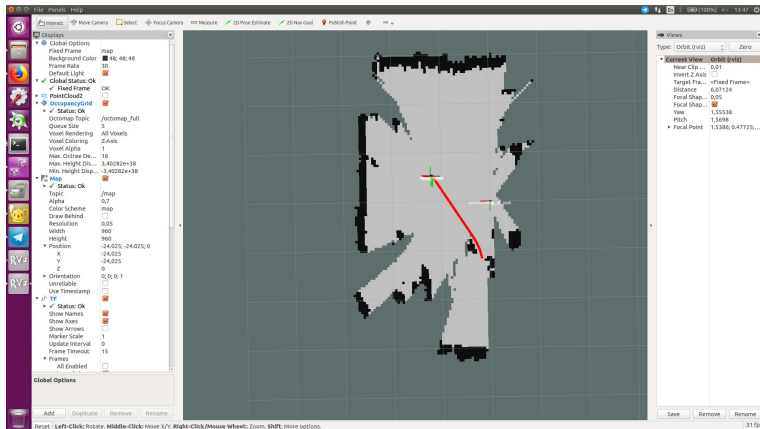 File Panels Help
En (100%) 13:47
Interact Move Camera Select Focus Camera Measure 2D Pose Estimate 2D Nav Goal Publish Point
Displays
Global Options
Fixed Frame map
Background Color 48; 48; 48
Frame Rate 30
Default Light
Global Status: Ok
Fixed Frame OK
PointCloud2
OccupancyGrid
Status: Ok
Octomap Topic /octomap_full
Queue Size 5
Voxel Rendering All Voxels
Voxel Coloring Z-Axis
Voxel Alpha 1
Max. Octree De... 16
Max. Height Dis... 3,40282e+38
Min. Height Disp... -3,40282e+38
Map
Status: Ok
Topic /map
Alpha 0,7
Color Scheme map
Draw Behind
Resolution 0,05
Width 960
Height 960
Position -24.025; -24.025; 0
X -24,025
Y -24,025
Z 0
Orientation 0; 0; 0; 1
Unreliable
Use Timestamp
TF
Status: Ok
Show Names
Show Axes
Show Arrows
Marker Scale 1
Update Interval 0
Frame Timeout 15
Frames
All Enabled
Global Options
Add Duplicate Remove Rename
Reset Left-Click: Rotate. Middle-Click: Move X/Y. Right-Click/Mouse Wheel: Zoom. Shift: More options.
Views
Type: Orbit (rviz) Zero
Current View Orbit (rviz)
Near Clip ... 0,01
Invert Z Axis
Target Fra... <Fixed Frame>
Distance 6,07124
Focal Shap... 0,05
Focal Shap...
Yaw 1,55538
Pitch 1,5698
Focal Point 1.5386; 0.47725;...
Save Remove Rename
31 fp